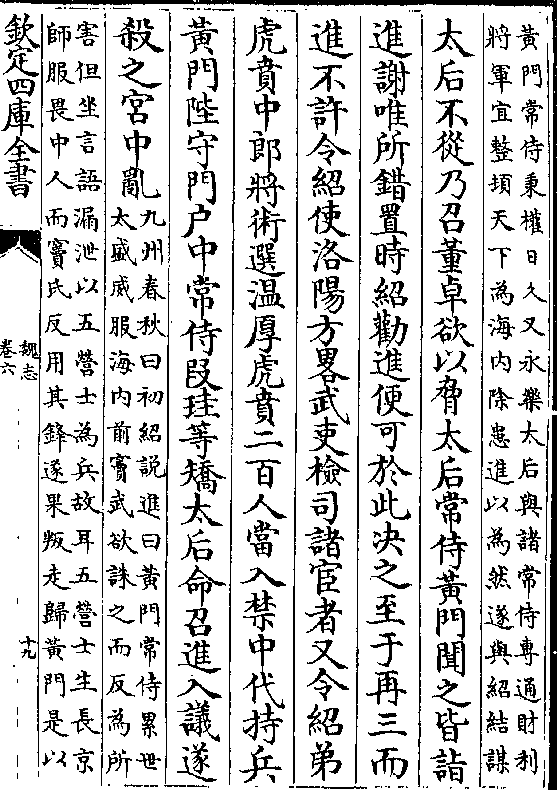 黃門常侍秉權日久又永樂太后與諸常侍專通財利
將軍宜整頓天下為海內除患進以為然遂與紹結謀
太后不從乃召董卓欲以脅太后常侍黃門聞之皆詣
進謝唯所錯置時紹勸進便可於此决之至于再三而
進不許令紹使洛陽方畧武吏檢司諸宦者又令紹弟
虎賁中郎將術選温厚虎賁二百人當入禁中代持兵
黃門陛守門户中常侍段珪等矯太后命召進入議遂
殺之宮中亂
九州春秋曰初紹說進曰黃門常侍累世
太盛威服海內前竇武欲誅之而反為所
害但坐言語漏泄以五營士為兵故耳五營士生長京
師服畏中人而竇氏反用其鋒遂果叛走歸黃門是以
欽定四庫全書
魏志
卷六
十九